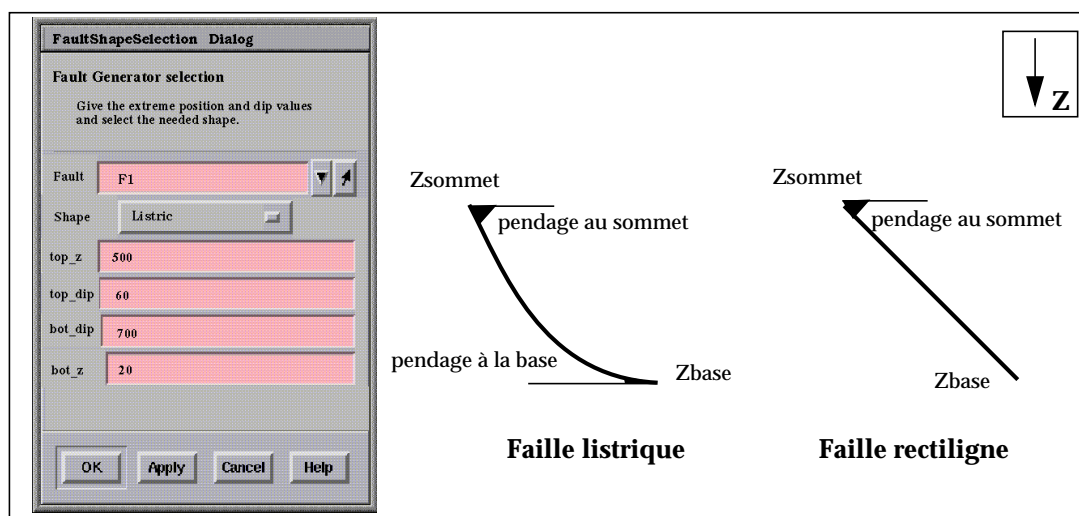 FaultShapeSelection Dialog
Fault Generator selection
Give the extreme position and dip values
and select the needed shape.
Fault F1
Shape Listric
top_z 500
top_dip 60
bot_dip 700
bot_z 20
OK Apply Cancel Help
Zsommet
pendage au sommet
pendage à la base
Zbase
Faille listrique
Z
Zsommet
pendage au sommet
Zbase
Faille rectiligne